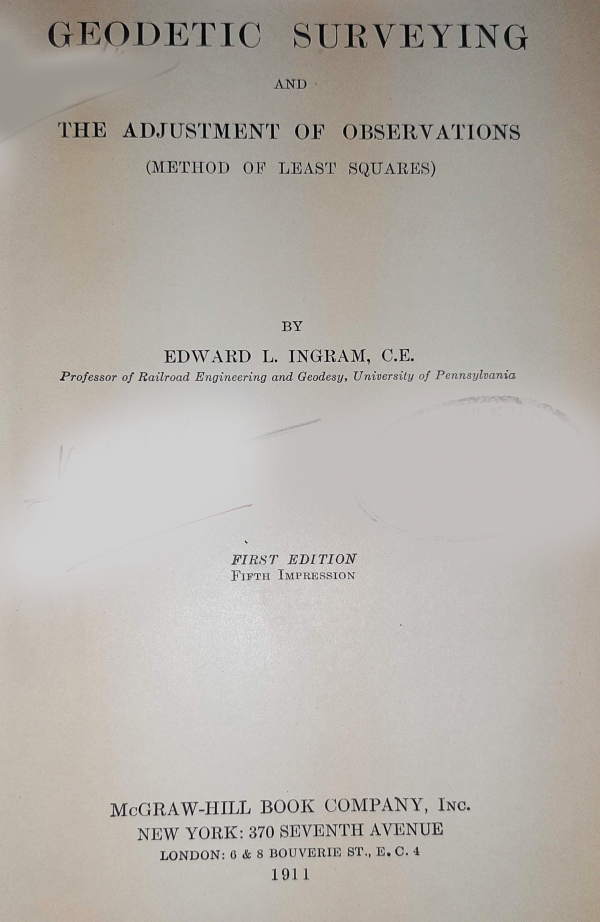 GEODETIC SURVEYING
AND
THE ADJUSTMENT OF OBSERVATIONS
(METHOD OF LEAST SQUARES)
BY
EDWARD L. INGRAM, C.E.
Professor of Railroad Engineering and Geodesy, University of Pennsylvania
FIRST EDITION
FIFTH IMPRESSION
McGRAW-HILL BOOK COMPANY, INC.
NEW YORK: 370 SEVENTH AVENUE
LONDON: 6 & 8 BOUVERIE ST., E. C. 4
1911